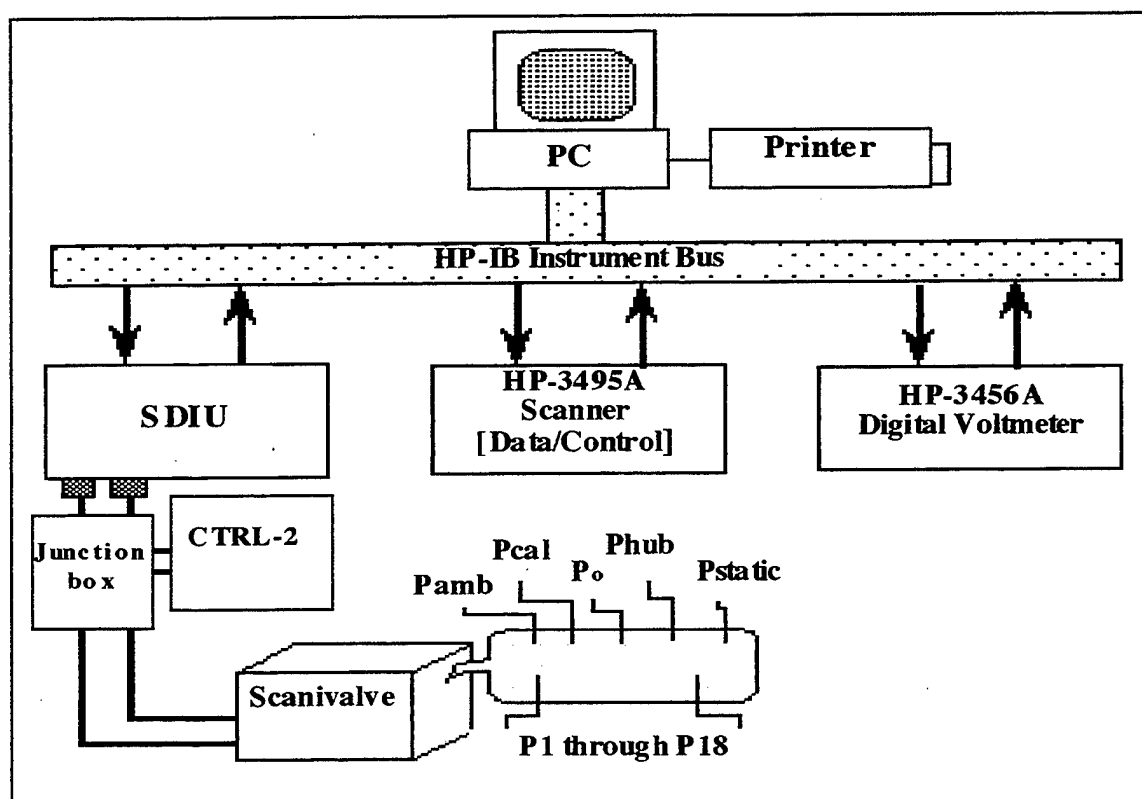 PC
Printer
HP-IB Instrument Bus
SDIU
HP-3495A
Scanner
[Data/Control]
HP-3456A
Digital Voltmeter
Junction
box
CTRL-2
Pamb
Pcal
Po
Phub
Pstatic
Scanivalve
P1 through P18